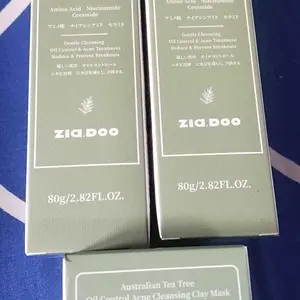 Amino Acid Niacinamide
Ceramide
アミノ酸 ナイアシンアミド セラミド
Gentle Cleansing
Oil Control & Acne Treatment
Reduce & Prevent Breakouts
ZIA.DOO
80g/2.82FL.OZ.
Amino Acid Niacinamide
Ceramide
アミノ酸 ナイアシンアミド セラミド
Gentle Cleansing
Oil Control & Acne Treatment
Reduce & Prevent Breakouts
ZIA.DOO
80g/2.82FL.OZ.
Australian Tea Tree
Oil Control Acne Cleansing Clay Mask